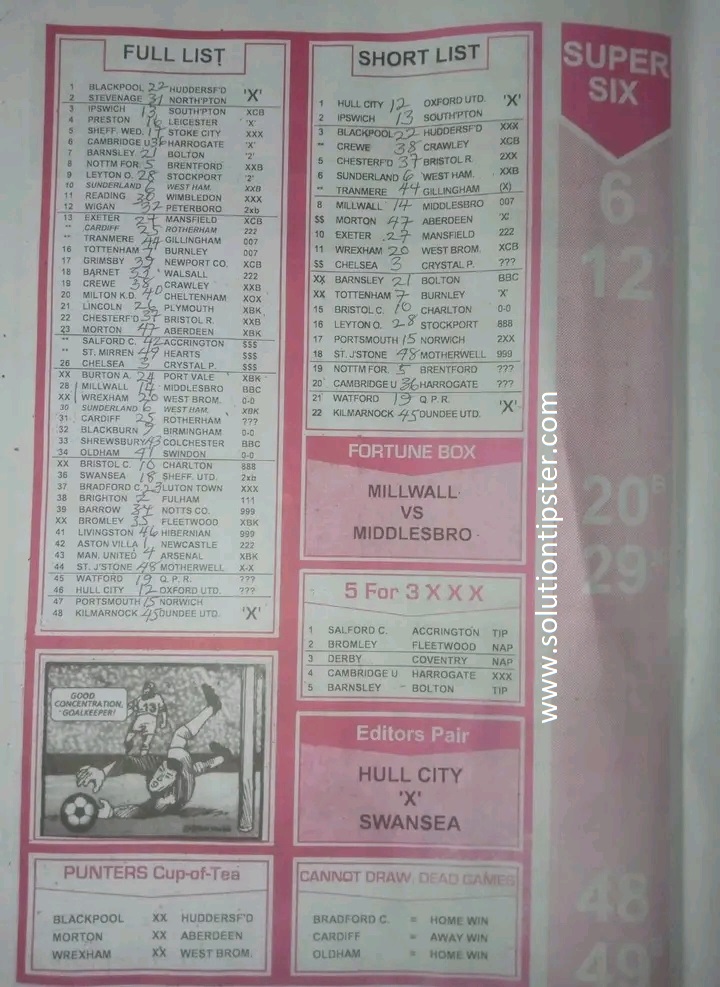 FULL LIST
1 BLACKPOOL 22 HUDDERSF'D 'X'
2 STEVENAGE 31 NORTH'PTON
3 IPSWICH 13 SOUTH'PTON XCB
4 PRESTON 16 LEICESTER 'X'
5 SHEFF. WED. 17 STOKE CITY XXX
6 CAMBRIDGE U 36 HARROGATE 'X'
7 BARNSLEY 21 BOLTON '2'
8 NOTTM FOR 5 BRENTFORD XXB
9 LEYTON O. 28 STOCKPORT '2'
10 SUNDERLAND 6 WEST HAM. XXB
11 READING 30 WIMBLEDON XXX
12 WIGAN 32 PETERBORO 2xb
13 EXETER 27 MANSFIELD XCB
** CARDIFF 25 ROTHERHAM 222
** TRANMERE 44 GILLINGHAM 007
16 TOTTENHAM 7 BURNLEY 007
17 GRIMSBY 39 NEWPORT CO. XCB
18 BARNET 33 WALSALL 222
19 CREWE 38 CRAWLEY XXB
20 MILTON K.D. 40 CHELTENHAM XOX
21 LINCOLN 26 PLYMOUTH XBK
22 CHESTERF'D 37 BRISTOL R. XXB
23 MORTON 47 ABERDEEN XBK
** SALFORD C. 42 ACCRINGTON $$$
** ST. MIRREN 49 HEARTS $$$
26 CHELSEA 3 CRYSTAL P. $$$
XX BURTON A. 24 PORT VALE XBK
28 MILLWALL 14 MIDDLESBRO BBC
XX WREXHAM 20 WEST BROM. 0-0
30 SUNDERLAND 6 WEST HAM. XBK
31 CARDIFF 25 ROTHERHAM ???
32 BLACKBURN 9 BIRMINGHAM 0-0
33 SHREWSBURY 43 COLCHESTER BBC
34 OLDHAM 41 SWINDON 0-0
XX BRISTOL C. 10 CHARLTON 888
36 SWANSEA 18 SHEFF. UTD. 2xb
37 BRADFORD C. 23 LUTON TOWN XXX
38 BRIGHTON 2 FULHAM 111
39 BARROW 34 NOTTS CO. 999
XX BROMLEY 35 FLEETWOOD XBK
41 LIVINGSTON 46 HIBERNIAN 999
42 ASTON VILLA 1 NEWCASTLE 222
43 MAN. UNITED 4 ARSENAL XBK
44 ST. J'STONE 48 MOTHERWELL X-X
45 WATFORD 19 Q.P.R. ???
46 HULL CITY 12 OXFORD UTD. ???
47 PORTSMOUTH 15 NORWICH
48 KILMARNOCK 45 DUNDEE UTD. 'X'
SHORT LIST
1 HULL CITY 12 OXFORD UTD. 'X'
2 IPSWICH 13 SOUTH'PTON
3 BLACKPOOL 22 HUDDERSF'D XXX
** CREWE 38 CRAWLEY XCB
5 CHESTERF'D 37 BRISTOL R. 2XX
6 SUNDERLAND 6 WEST HAM. XXB
** TRANMERE 44 GILLINGHAM (X)
8 MILLWALL 14 MIDDLESBRO 007
$$ MORTON 47 ABERDEEN 'X'
10 EXETER 27 MANSFIELD 222
11 WREXHAM 20 WEST BROM. XCB
$$ CHELSEA 3 CRYSTAL P. ???
XX BARNSLEY 21 BOLTON BBC
XX TOTTENHAM 7 BURNLEY 'X'
15 BRISTOL C. 10 CHARLTON 0-0
16 LEYTON O. 28 STOCKPORT 888
17 PORTSMOUTH 15 NORWICH 2XX
18 ST. J'STONE 48 MOTHERWELL 999
19 NOTTM FOR. 5 BRENTFORD ???
20 CAMBRIDGE U 36 HARROGATE ???
21 WATFORD 19 Q.P.R. 'X'
22 KILMARNOCK 45 DUNDEE UTD.
FORTUNE BOX
MILLWALL
VS
MIDDLESBRO
5 For 3 X X X
1 SALFORD C. ACCRINGTON TIP
2 BROMLEY FLEETWOOD NAP
3 DERBY COVENTRY NAP
4 CAMBRIDGE U HARROGATE XXX
5 BARNSLEY BOLTON TIP
Editors Pair
HULL CITY
'X'
SWANSEA
GOOD
CONCENTRATION,
GOALKEEPER!
13
PUNTERS Cup-of-Tea
BLACKPOOL XX HUDDERSF'D
MORTON XX ABERDEEN
WREXHAM XX WEST BROM.
CANNOT DRAW, DEAD GAMES
BRADFORD C. = HOME WIN
CARDIFF = AWAY WIN
OLDHAM = HOME WIN
SUPER
SIX
6
12
20
29
48
49
www.solutiontipster.com